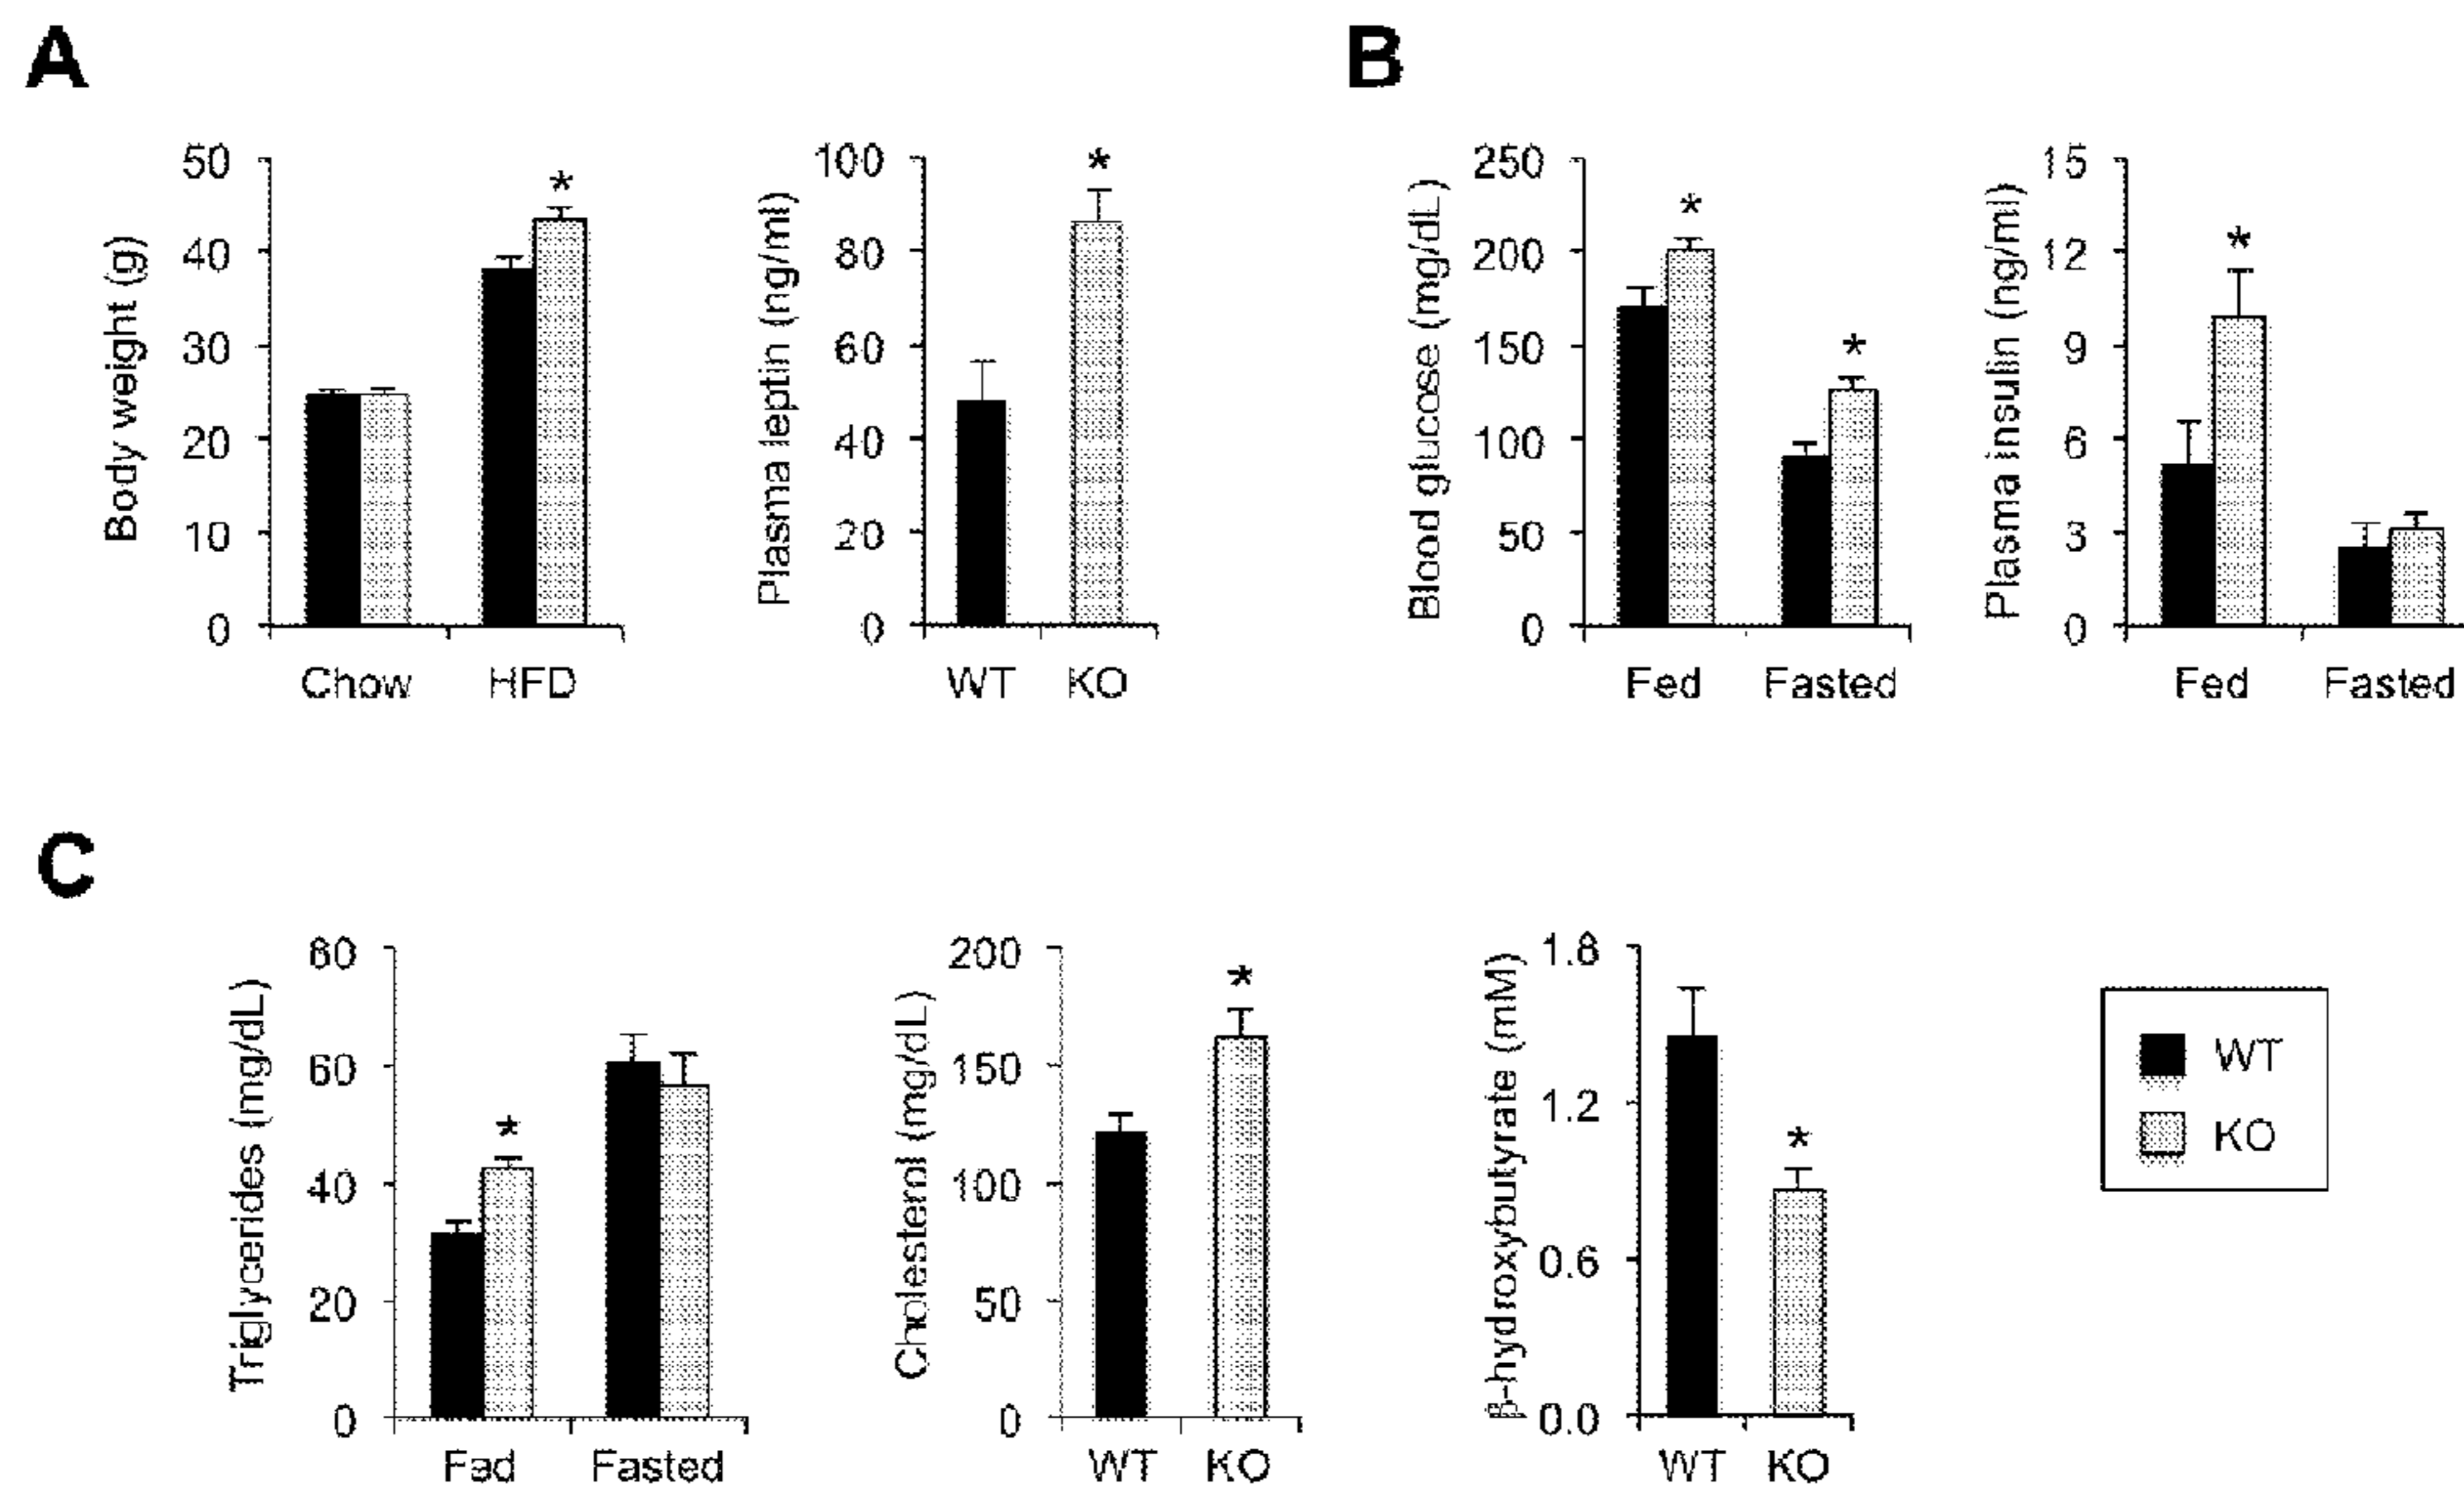 A
B
50
40
30
20
10
0
Body weight (g)
*
Chow HFD
100
80
60
40
20
0
Plasma leptin (ng/ml)
*
WT KO
250
200
150
100
50
0
Blood glucose (mg/dL)
*
*
Fed Fasted
15
12
9
6
3
0
Plasma insulin (ng/ml)
*
Fed Fasted
C
80
60
40
20
0
Triglycerides (mg/dL)
*
Fed Fasted
200
150
100
50
0
Cholesterol (mg/dL)
*
WT KO
1.8
1.2
0.6
0.0
β-hydroxybutyrate (mM)
*
WT KO
WT
KO